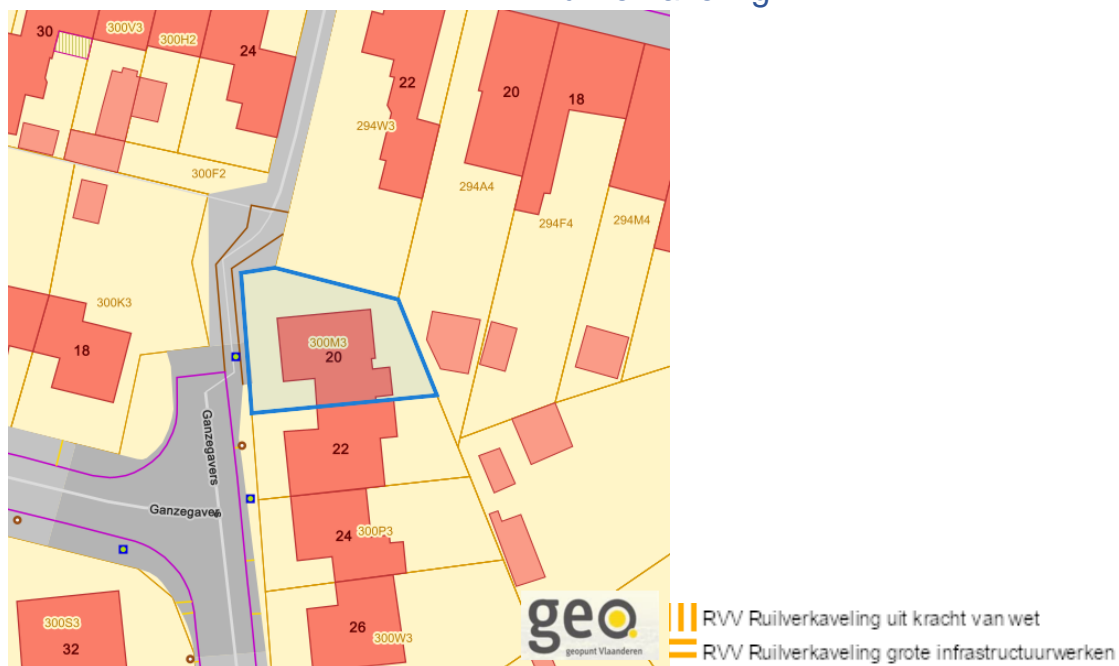 30
300V3
300H2
24
22
20
18
294W3
300F2
294A4
294F4
294M4
300K3
18
300M3
20
Ganzegavers
22
Ganzegavers
24
300P3
300S3
32
26
300W3
geo
geopunt Vlaanderen
RVV Ruilverkaveling uit kracht van wet
RVV Ruilverkaveling grote infrastructuurwerken